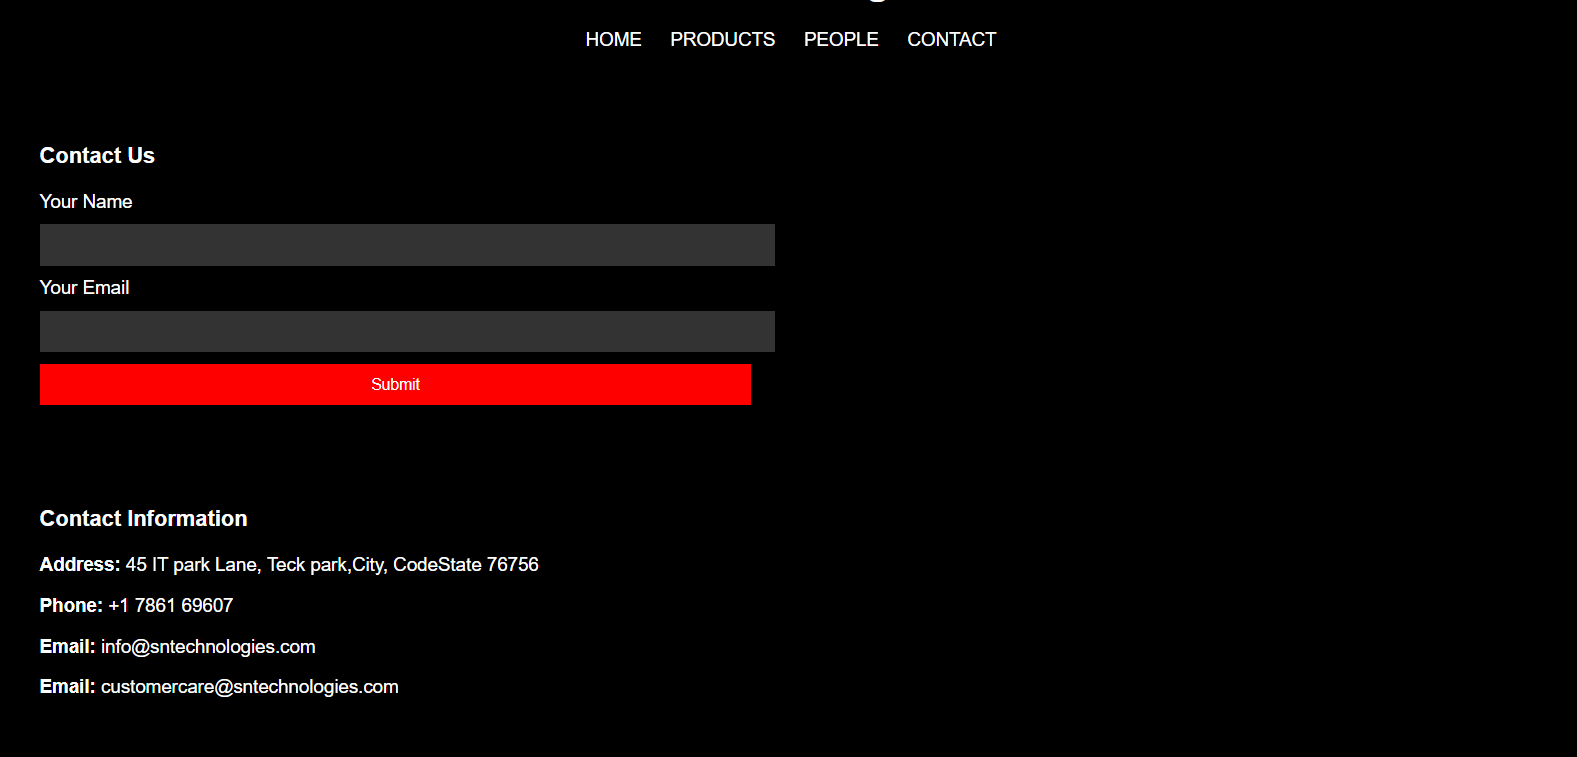 HOME PRODUCTS PEOPLE CONTACT
Contact Us
Your Name
Your Email
Submit
Contact Information
Address: 45 IT park Lane, Teck park,City, CodeState 76756
Phone: +1 7861 69607
Email: info@sntechnologies.com
Email: customercare@sntechnologies.com